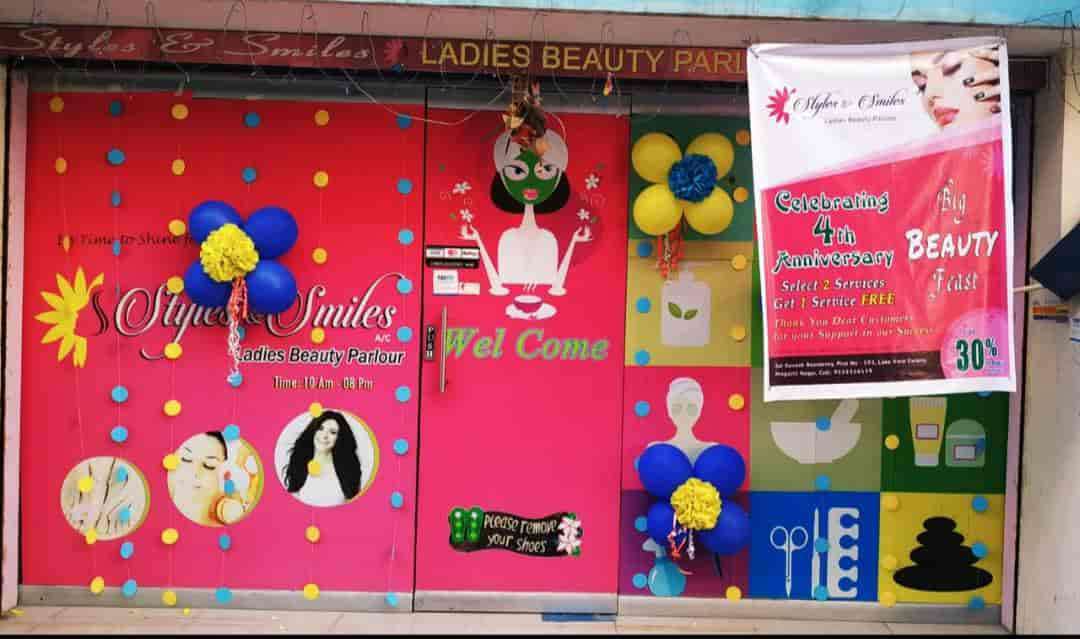 Styles & Smiles LADIES BEAUTY PARL
Time to Shine
Styles & Smiles
A/C
Ladies Beauty Parlour
Time: 10 Am - 08 Pm
PUSH
Wel Come
Please remove
your shoes
Styles & Smiles
Ladies Beauty Parlour
Celebrating
4th
Anniversary
Select 2 Services
Get 1 Service FREE
Thank You Dear Customers
for your Support in our Success
Big
BEAUTY
Feast
30%